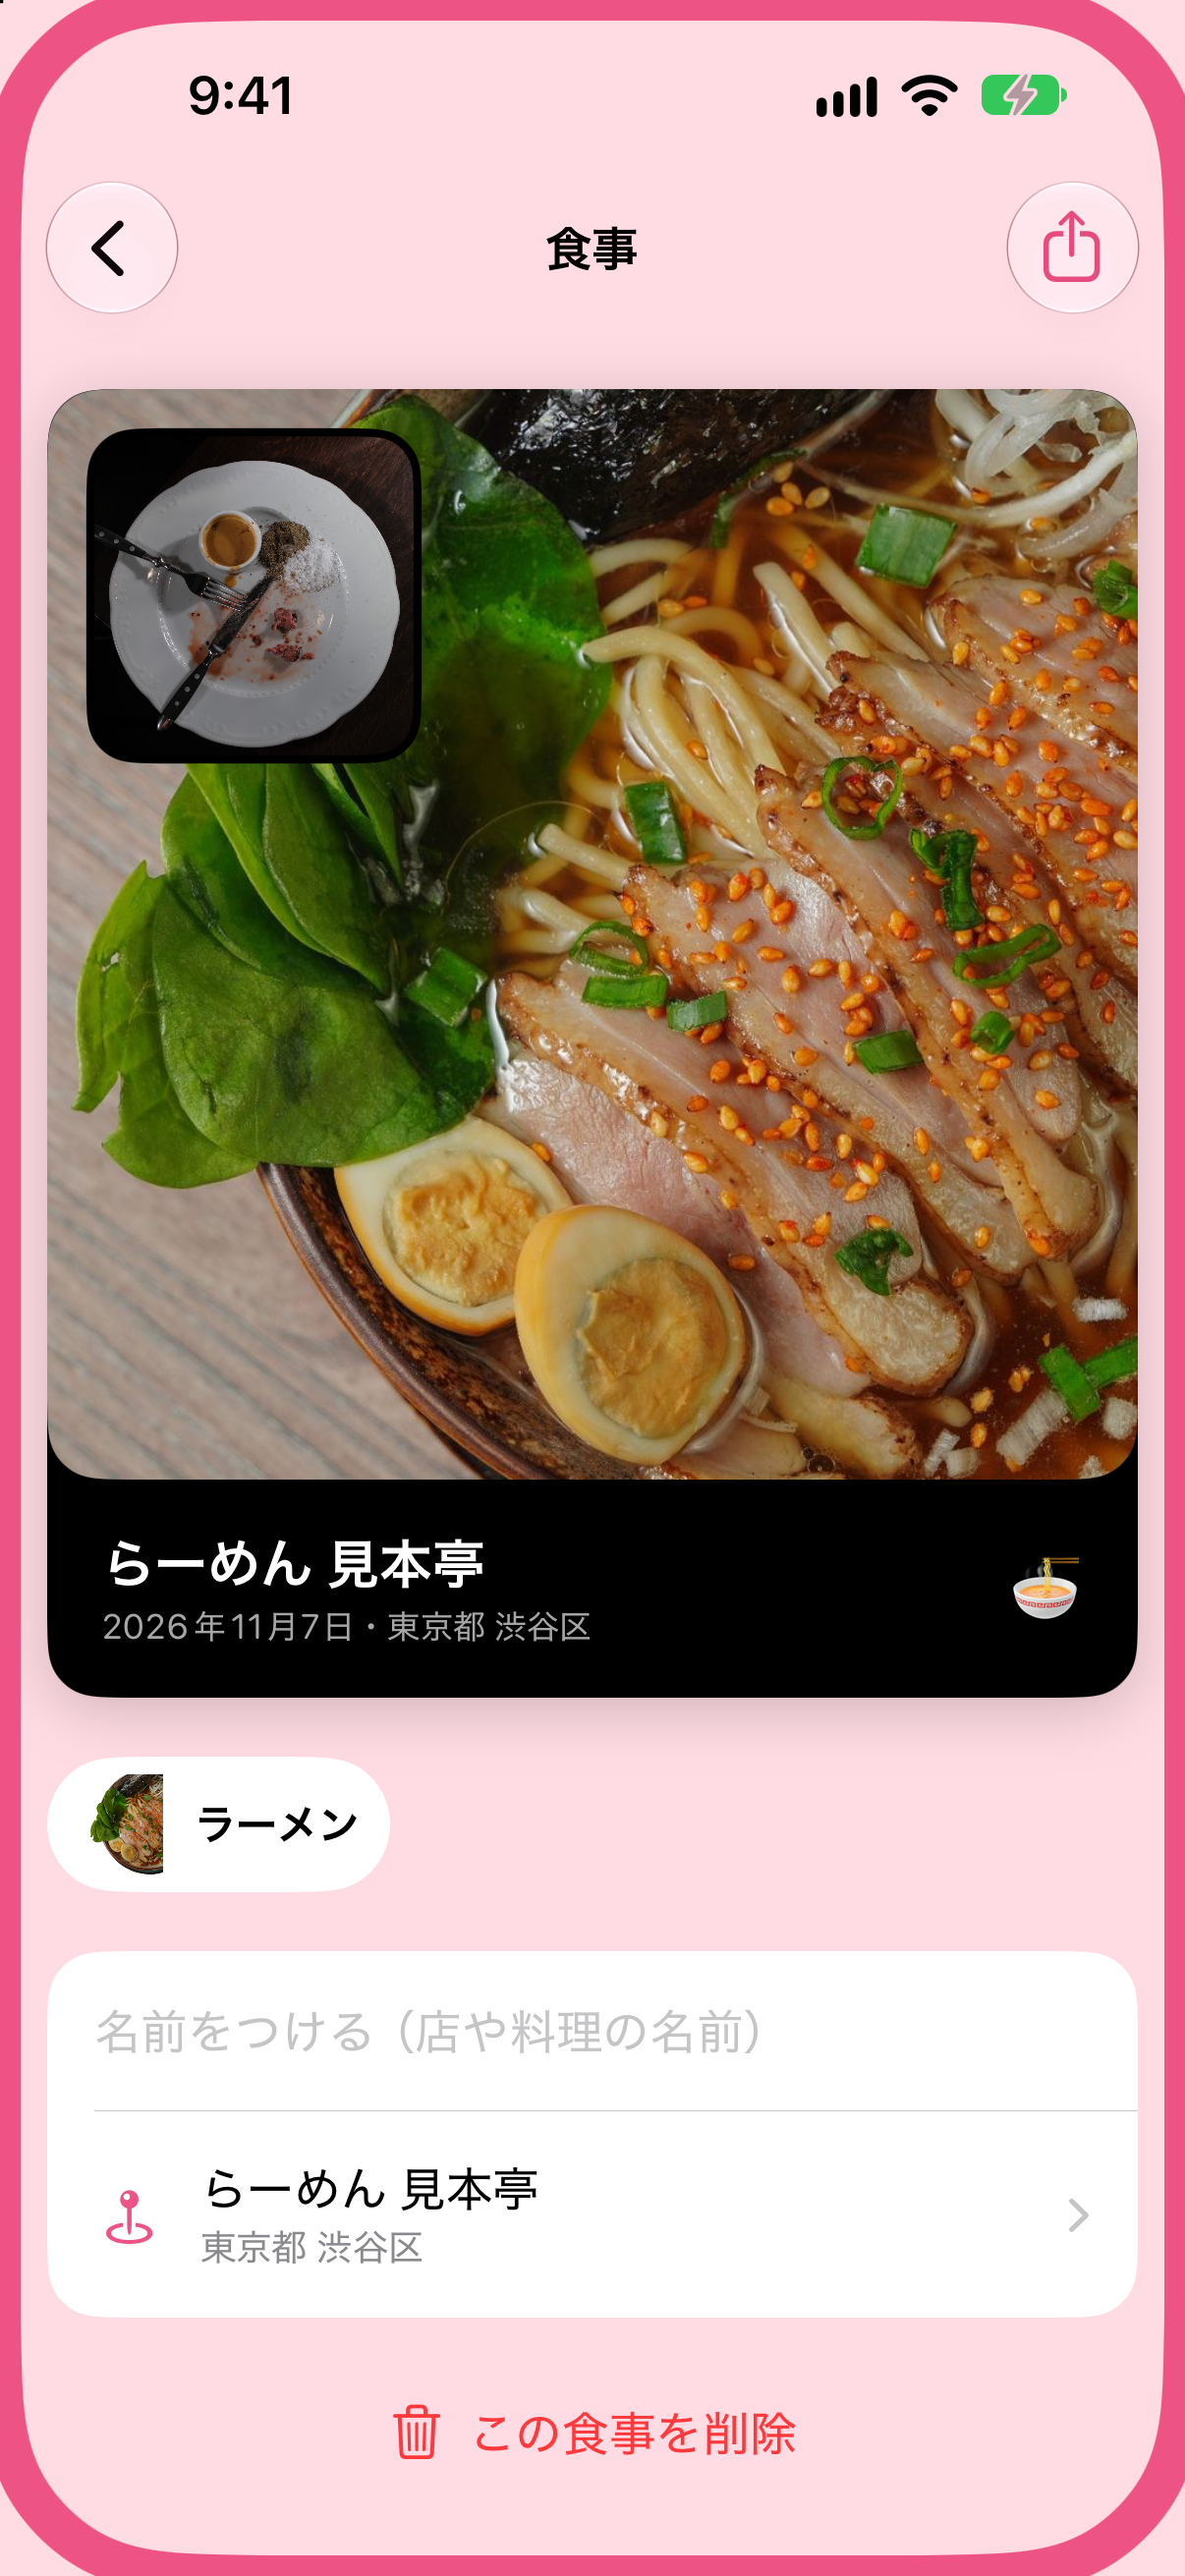 9:41
食事
らーめん 見本亭
2026年11月7日・東京都 渋谷区
ラーメン
名前をつける（店や料理の名前）
らーめん 見本亭
東京都 渋谷区
この食事を削除